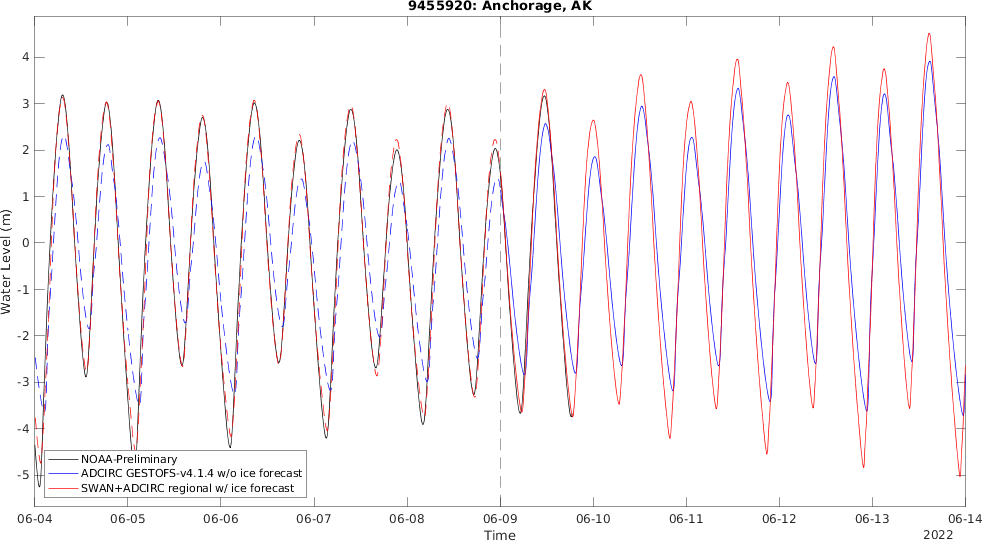 9455920: Anchorage, AK
Water Level (m)
4
3
2
1
0
-1
-2
-3
-4
-5
NOAA-Preliminary
ADCIRC GESTOFS-v4.1.4 w/o ice forecast
SWAN+ADCIRC regional w/ ice forecast
06-04 06-05 06-06 06-07 06-08 06-09 06-10 06-11 06-12 06-13 06-14
Time
2022